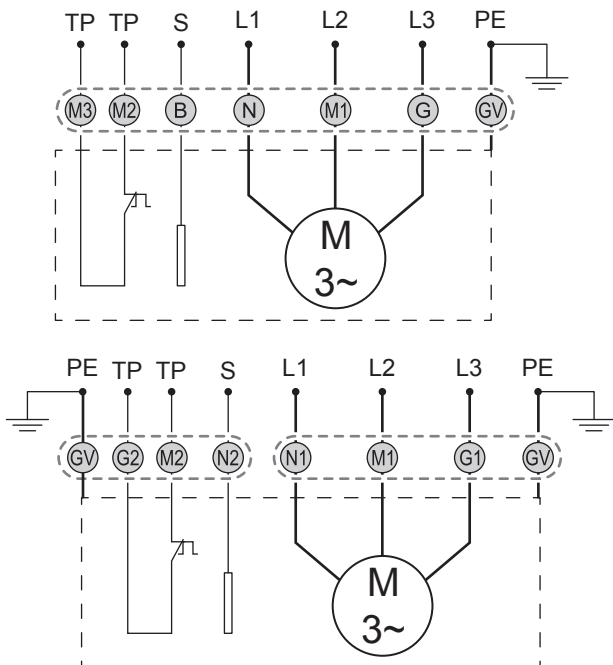 TP TP S L1 L2 L3 PE
M3 M2 B N M1 G GV
M
3~
PE TP TP S L1 L2 L3 PE
GV G2 M2 N2 N1 M1 G1 GV
M
3~